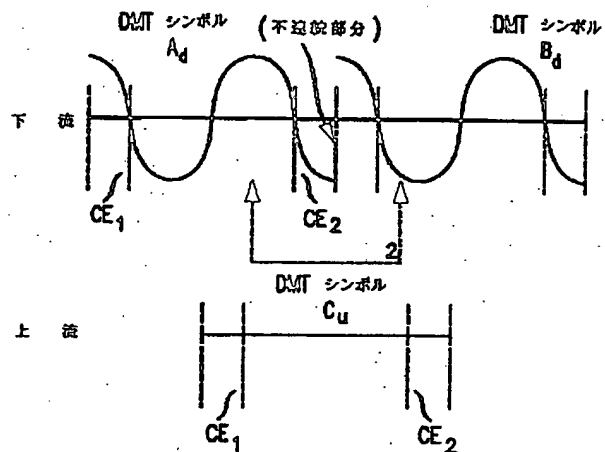 DMT シンボル
A_d
(不連続部分)
DMT シンボル
B_d
下 流
CE_1
CE_2
2
DMT シンボル
C_u
上 流
CE_1
CE_2